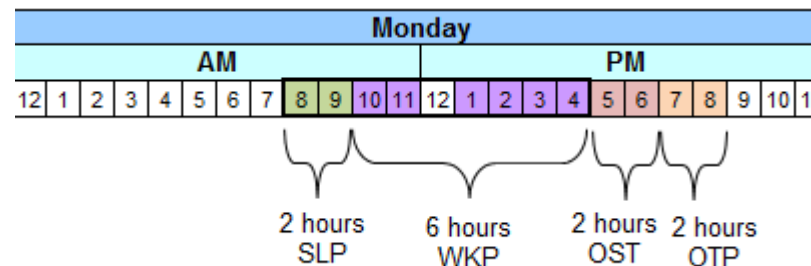 Monday
AM PM
12 1 2 3 4 5 6 7 8 9 10 11 12 1 2 3 4 5 6 7 8 9 10 1
2 hours 6 hours 2 hours 2 hours
SLP WKP OST OTP